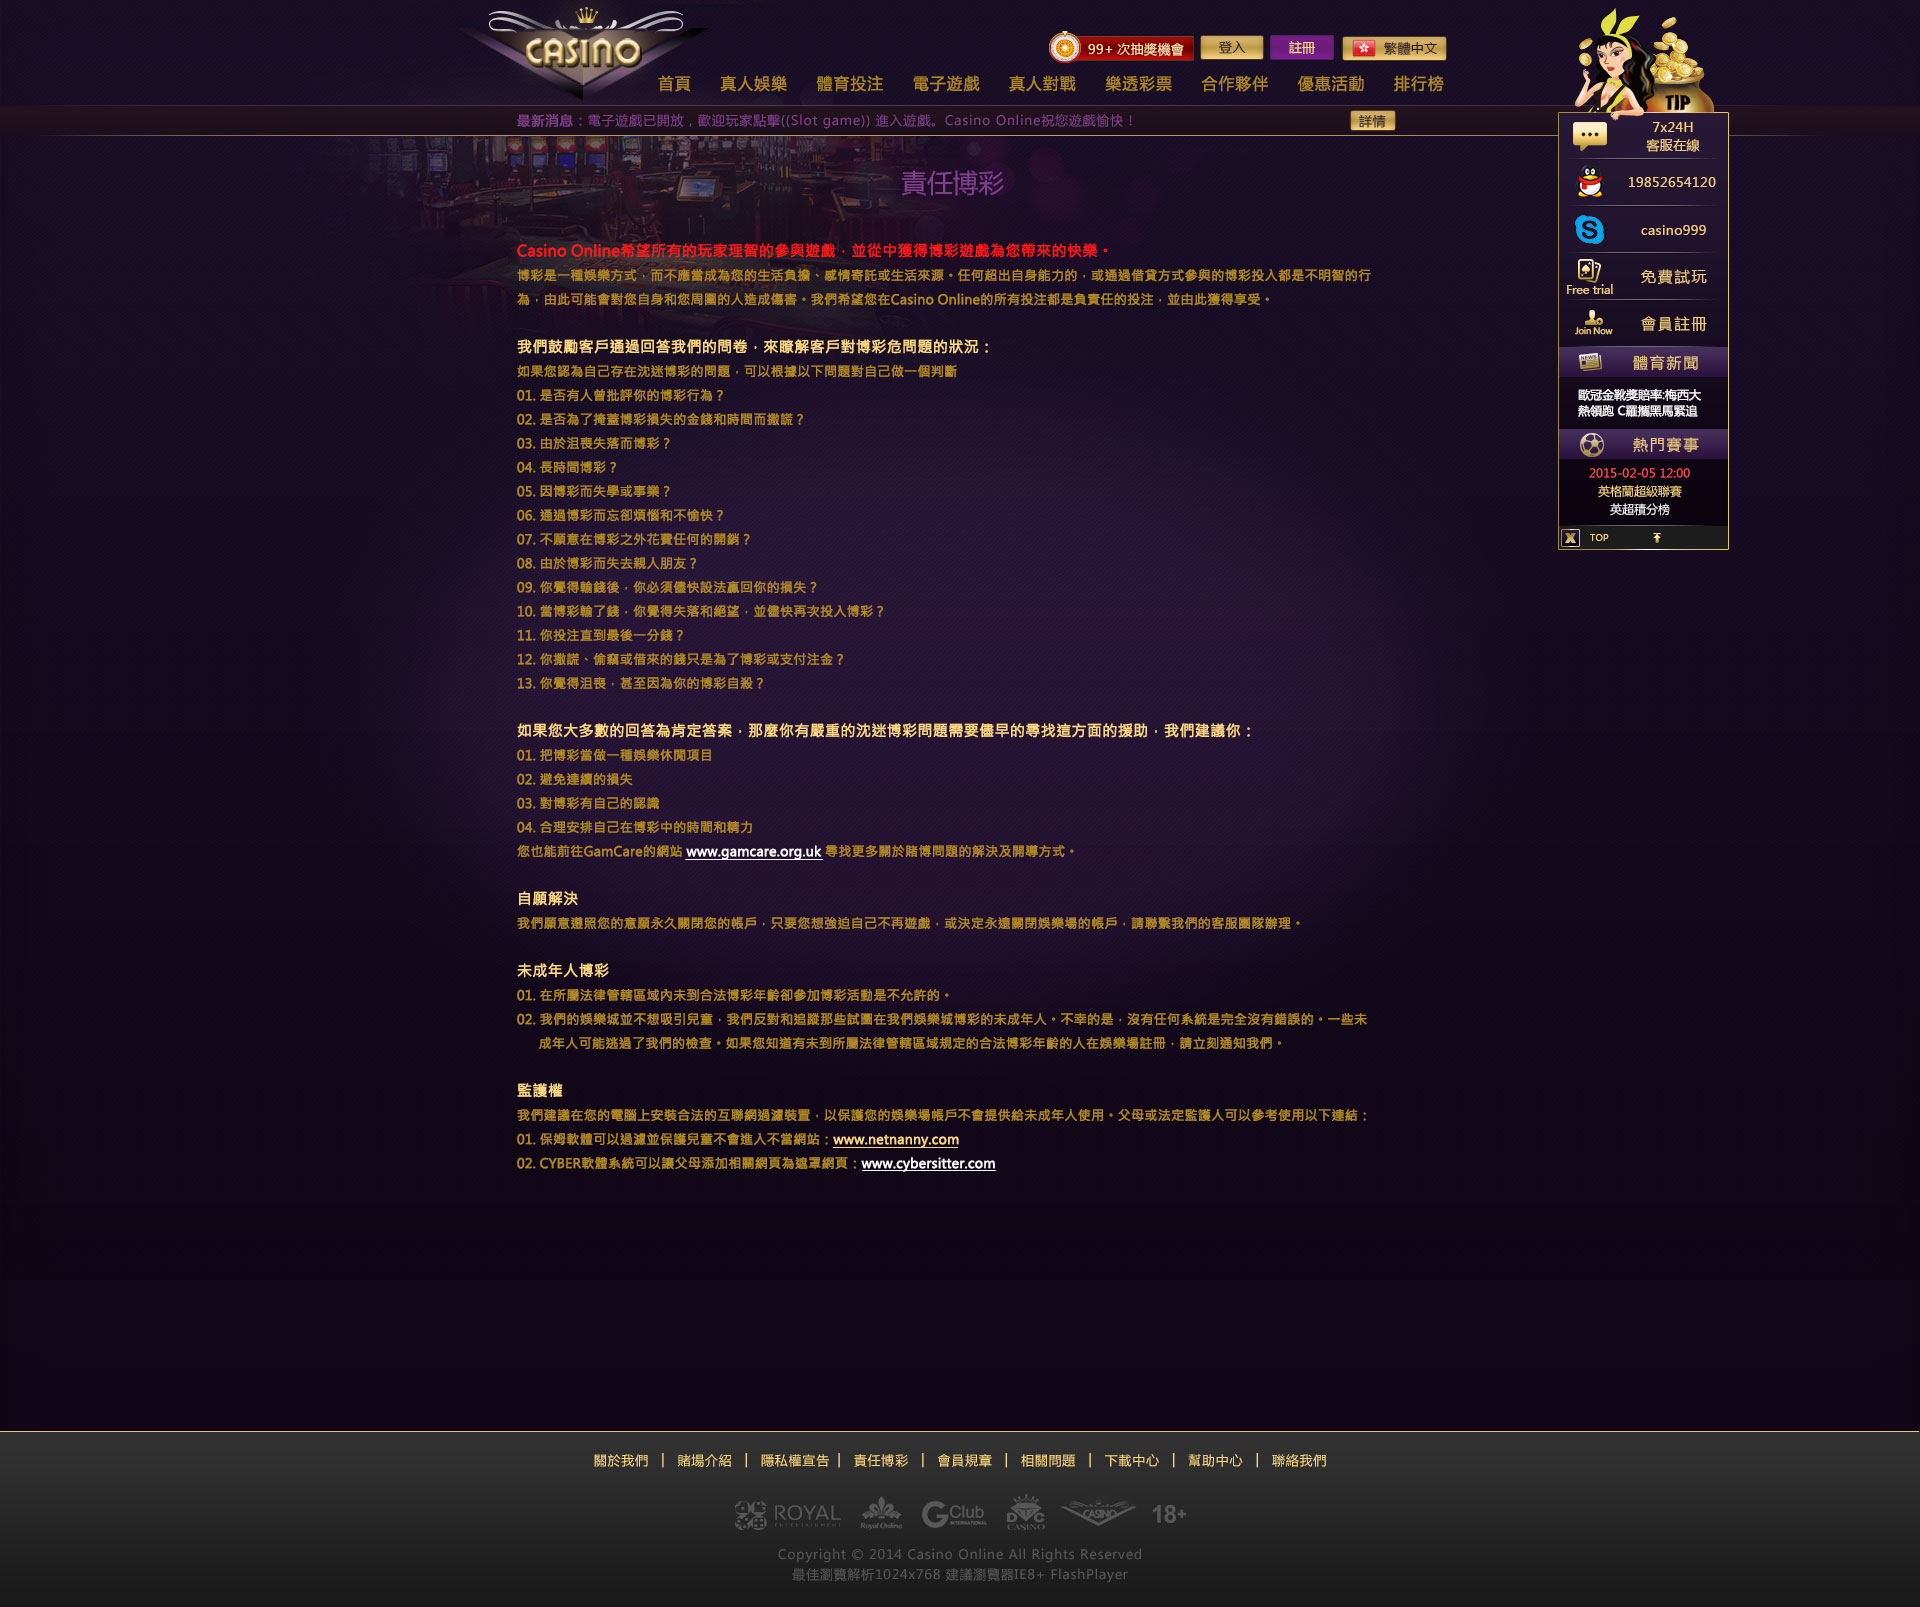 CASINO
99+ 次抽獎機會
登入
註冊
繁體中文
首頁 真人娛樂 體育投注 電子遊戲 真人對戰 樂透彩票 合作夥伴 優惠活動 排行榜
最新消息：電子遊戲已開放，歡迎玩家點擊((Slot game)) 進入遊戲。Casino Online祝您遊戲愉快！
詳情
TIP
7x24H
客服在線
19852654120
casino999
Free trial 免費試玩
Join Now 會員註冊
NEWS 體育新聞
歐冠金靴獎賠率:梅西大
熱領跑 C羅攜黑馬緊追
熱門賽事
2015-02-05 12:00
英格蘭超級聯賽
英超積分榜
X TOP
責任博彩
Casino Online希望所有的玩家理智的參與遊戲，並從中獲得博彩遊戲為您帶來的快樂。
博彩是一種娛樂方式，而不應當成為您的生活負擔、感情寄託或生活來源。任何超出自身能力的，或通過借貸方式參與的博彩投入都是不明智的行
為，由此可能會對您自身和您周圍的人造成傷害。我們希望您在Casino Online的所有投注都是負責任的投注，並由此獲得享受。
我們鼓勵客戶通過回答我們的問卷，來瞭解客戶對博彩危問題的狀況：
如果您認為自己存在沈迷博彩的問題，可以根據以下問題對自己做一個判斷
01. 是否有人曾批評你的博彩行為？
02. 是否為了掩蓋博彩損失的金錢和時間而撒謊？
03. 由於沮喪失落而博彩？
04. 長時間博彩？
05. 因博彩而失學或事業？
06. 通過博彩而忘卻煩惱和不愉快？
07. 不願意在博彩之外花費任何的開銷？
08. 由於博彩而失去親人朋友？
09. 你覺得輸錢後，你必須儘快設法贏回你的損失？
10. 當博彩輸了錢，你覺得失落和絕望，並儘快再次投入博彩？
11. 你投注直到最後一分錢？
12. 你撒謊、偷竊或借來的錢只是為了博彩或支付注金？
13. 你覺得沮喪，甚至因為你的博彩自殺？
如果您大多數的回答為肯定答案，那麼你有嚴重的沈迷博彩問題需要儘早的尋找這方面的援助，我們建議你：
01. 把博彩當做一種娛樂休閒項目
02. 避免連續的損失
03. 對博彩有自己的認識
04. 合理安排自己在博彩中的時間和精力
您也能前往GamCare的網站 www.gamcare.org.uk 尋找更多關於賭博問題的解決及開導方式。
自願解決
我們願意遵照您的意願永久關閉您的帳戶，只要您想強迫自己不再遊戲，或決定永遠關閉娛樂場的帳戶，請聯繫我們的客服團隊辦理。
未成年人博彩
01. 在所屬法律管轄區域內未到合法博彩年齡卻參加博彩活動是不允許的。
02. 我們的娛樂城並不想吸引兒童，我們反對和追蹤那些試圖在我們娛樂城博彩的未成年人。不幸的是，沒有任何系統是完全沒有錯誤的。一些未
成年人可能逃過了我們的檢查。如果您知道有未到所屬法律管轄區域規定的合法博彩年齡的人在娛樂場註冊，請立刻通知我們。
監護權
我們建議在您的電腦上安裝合法的互聯網過濾裝置，以保護您的娛樂場帳戶不會提供給未成年人使用。父母或法定監護人可以參考使用以下連結：
01. 保姆軟體可以過濾並保護兒童不會進入不當網站：www.netnanny.com
02. CYBER軟體系統可以讓父母添加相關網頁為遮罩網頁：www.cybersitter.com
關於我們 | 賭場介紹 | 隱私權宣告 | 責任博彩 | 會員規章 | 相關問題 | 下載中心 | 幫助中心 | 聯絡我們
ROYAL ENTERTAINMENT Royal Online GClub INTERNATIONAL DTC CASINO CASINO 18+
Copyright © 2014 Casino Online All Rights Reserved
最佳瀏覽解析1024x768 建議瀏覽器IE8+ FlashPlayer